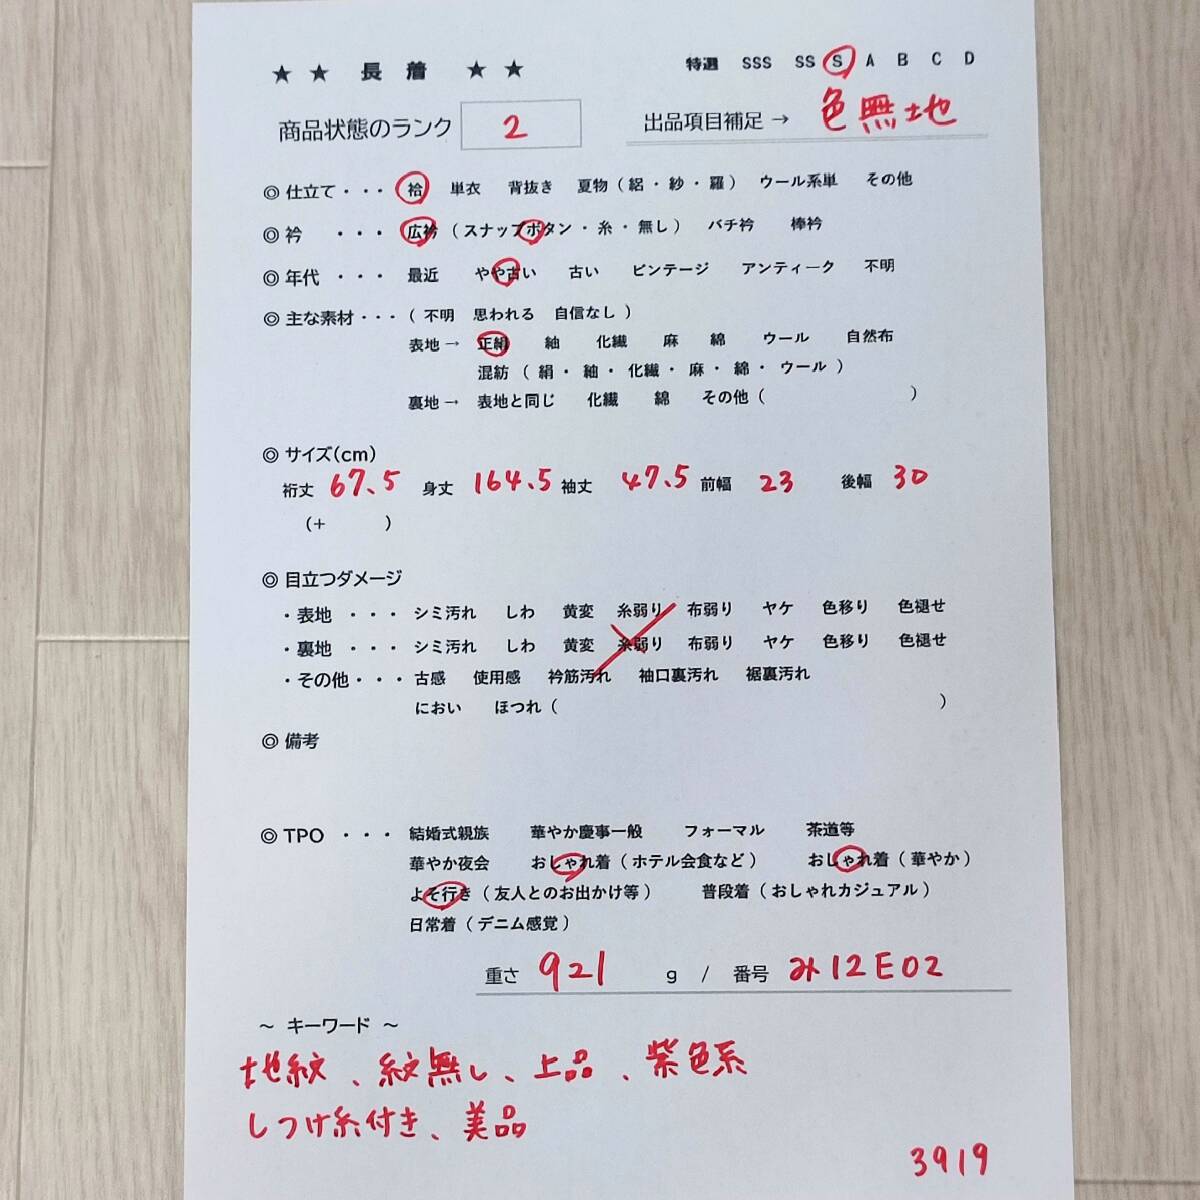 ★ ★ 長 着 ★ ★
特選 SSS SS S A B C D
商品状態のランク 2
出品項目補足 → 色無地
◎ 仕立て・・・ 袷 単衣 背抜き 夏物（絽・紗・羅） ウール系単 その他
◎ 衿 ・・・ 広衿（スナップボタン・糸・無し） バチ衿 棒衿
◎ 年代・・・ 最近 やや古い 古い ビンテージ アンティーク 不明
◎ 主な素材・・・（不明 思われる 自信なし）
表地→ 正絹 紬 化繊 麻 綿 ウール 自然布
混紡（絹・紬・化繊・麻・綿・ウール）
裏地→ 表地と同じ 化繊 綿 その他（ ）
◎ サイズ(cm)
裄丈 67.5 身丈 164.5 袖丈 47.5 前幅 23 後幅 30
（+ ）
◎ 目立つダメージ
・表地 ・・・ シミ汚れ しわ 黄変 糸弱り 布弱り ヤケ 色移り 色褪せ
・裏地 ・・・ シミ汚れ しわ 黄変 糸弱り 布弱り ヤケ 色移り 色褪せ
・その他・・・ 古感 使用感 衿筋汚れ 袖口裏汚れ 裾裏汚れ
におい ほつれ（ ）
◎ 備考
◎ TPO ・・・ 結婚式親族 華やか慶事一般 フォーマル 茶道等
華やか夜会 おしゃれ着（ホテル会食など） おしゃれ着（華やか）
よそ行き（友人とのお出かけ等） 普段着（おしゃれカジュアル）
日常着（デニム感覚）
重さ 921 g / 番号 み12E02
～ キーワード ～
地紋、紋無し、上品、紫色系
しつけ糸付き、美品
3919